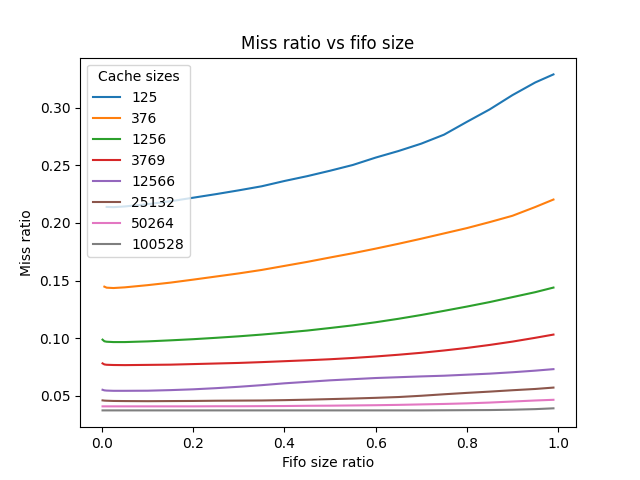 Miss ratio vs fifo size
Cache sizes
125
376
1256
3769
12566
25132
50264
100528
0.30
0.25
0.20
0.15
0.10
0.05
Miss ratio
0.0 0.2 0.4 0.6 0.8 1.0
Fifo size ratio